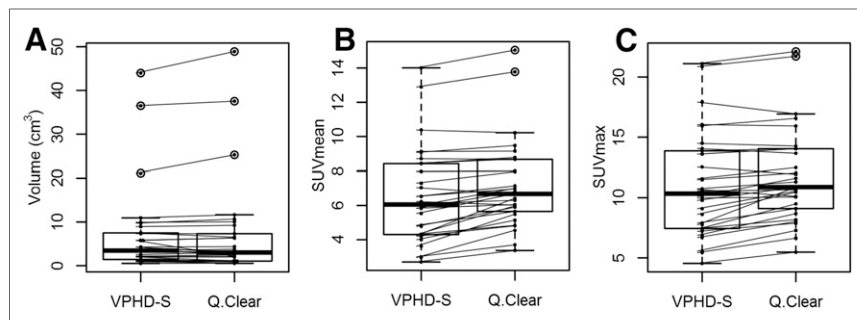 A
Volume (cm³)
50
40
30
20
10
0
VPHD-S
Q.Clear
B
SUVmean
14
12
10
8
6
4
VPHD-S
Q.Clear
C
SUVmax
20
15
10
5
VPHD-S
Q.Clear